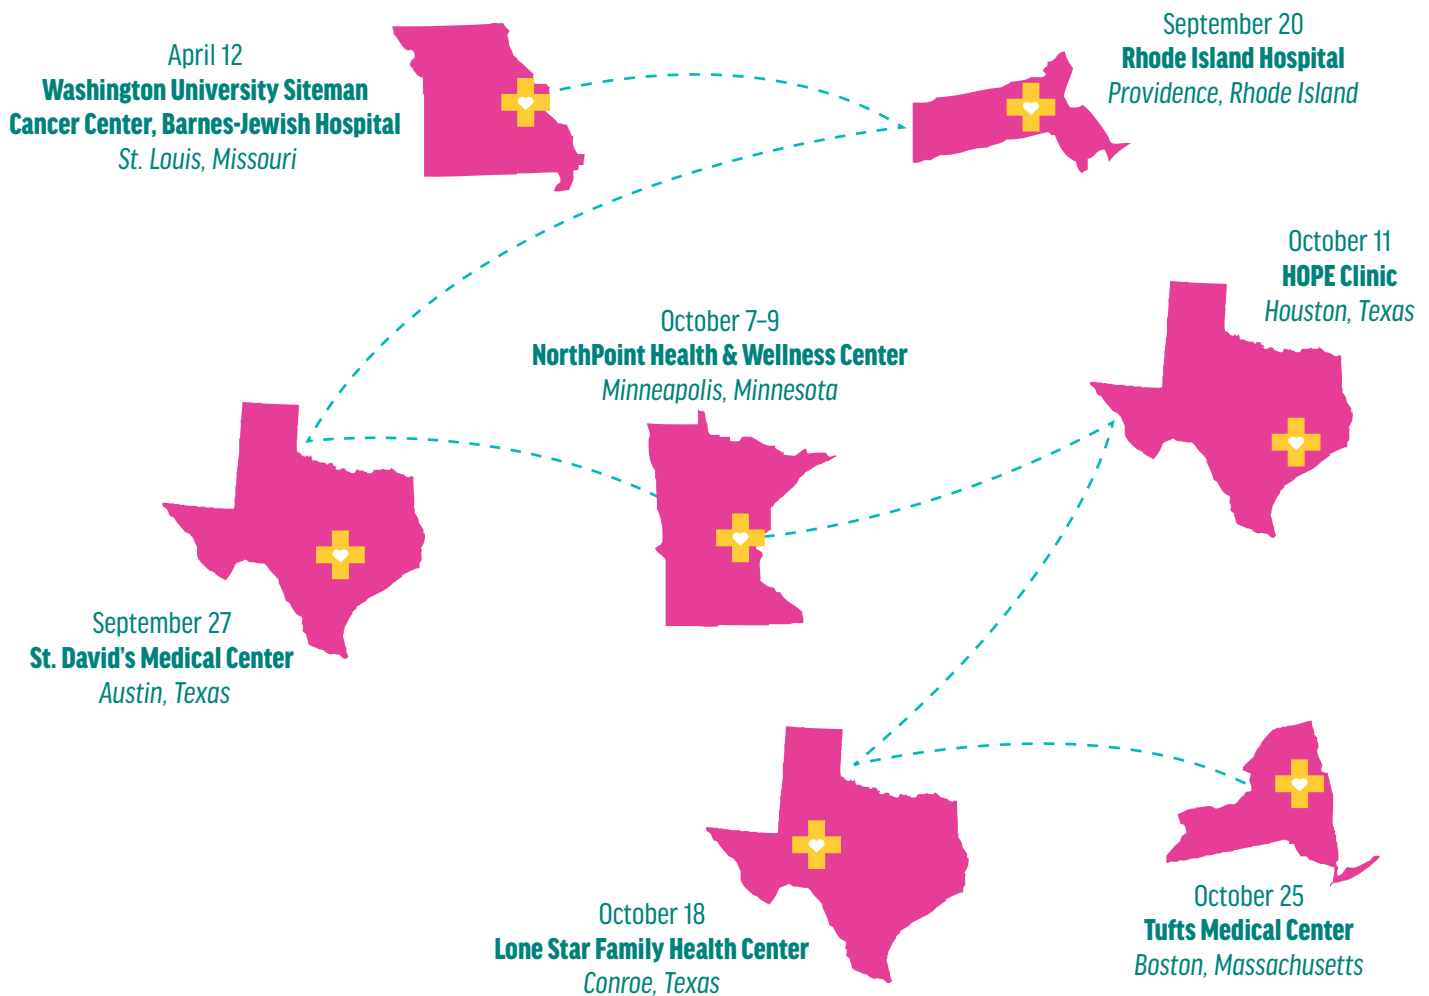 April 12
Washington University Siteman
Cancer Center, Barnes-Jewish Hospital
St. Louis, Missouri
September 20
Rhode Island Hospital
Providence, Rhode Island
October 11
HOPE Clinic
Houston, Texas
October 7–9
NorthPoint Health & Wellness Center
Minneapolis, Minnesota
September 27
St. David’s Medical Center
Austin, Texas
October 18
Lone Star Family Health Center
Conroe, Texas
October 25
Tufts Medical Center
Boston, Massachusetts